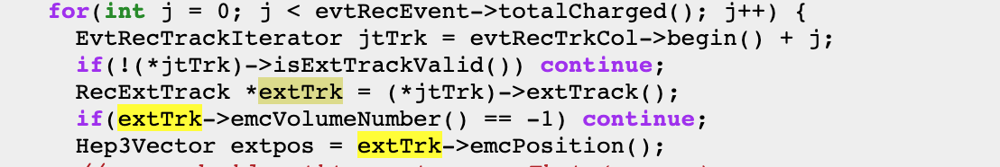 for(int j = 0; j < evtRecEvent->totalCharged(); j++) {
EvtRecTrackIterator jtTrk = evtRecTrkCol->begin() + j;
if(!(*jtTrk)->isExtTrackValid()) continue;
RecExtTrack *extTrk = (*jtTrk)->extTrack();
if(extTrk->emcVolumeNumber() == -1) continue;
Hep3Vector extpos = extTrk->emcPosition();